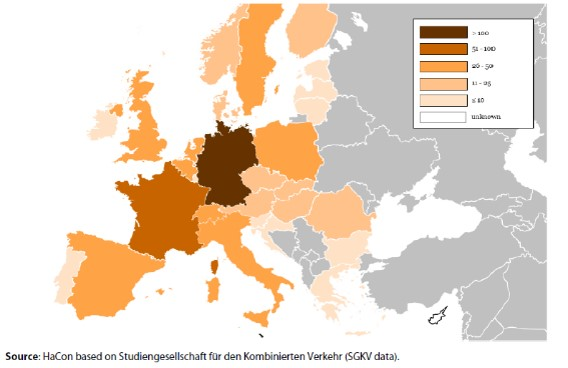 > 100
51 - 100
26 - 50
11 - 25
≤ 10
unknown
Source: HaCon based on Studiengesellschaft für den Kombinierten Verkehr (SGKV data).